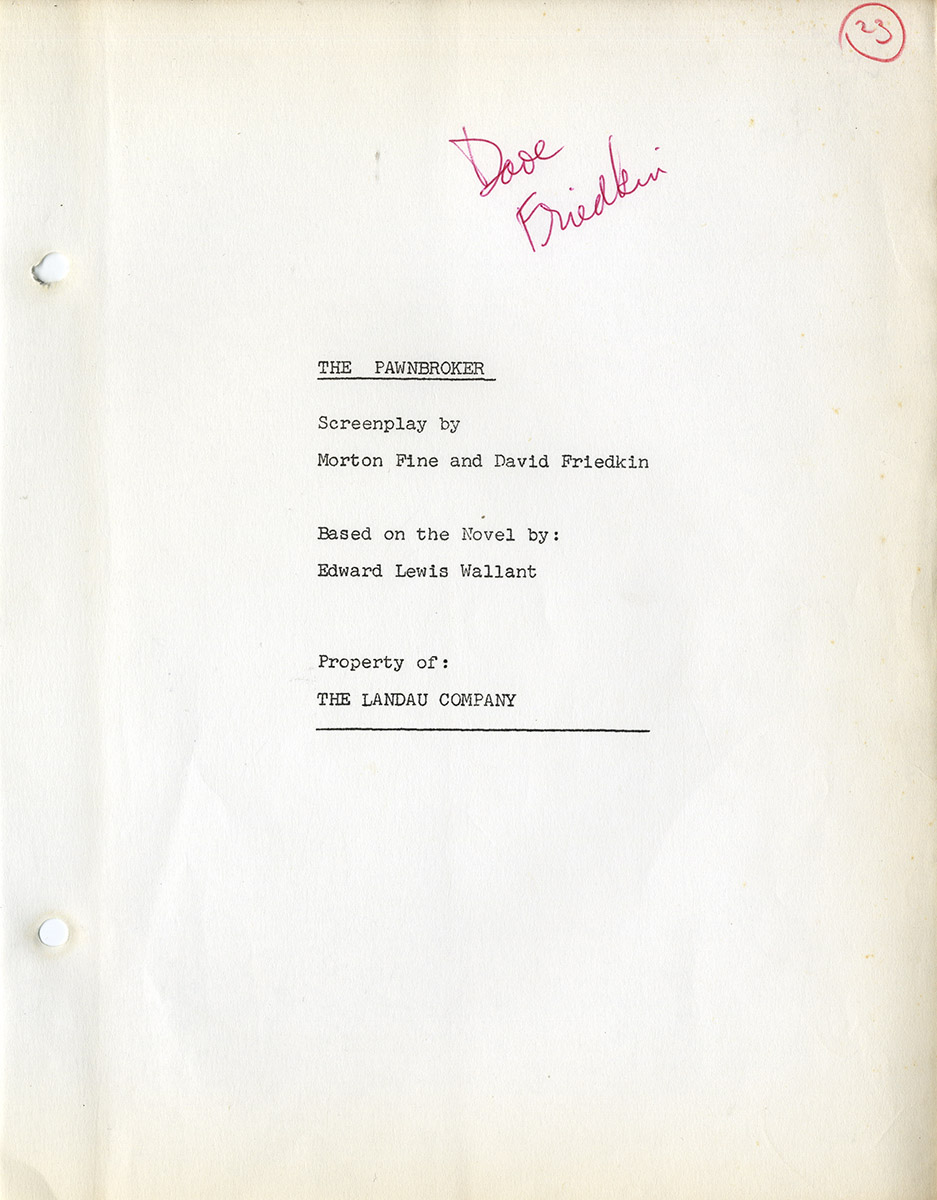 23
Dave
Friedkin
THE PAWNBROKER
Screenplay by
Morton Fine and David Friedkin
Based on the Novel by:
Edward Lewis Wallant
Property of:
THE LANDAU COMPANY